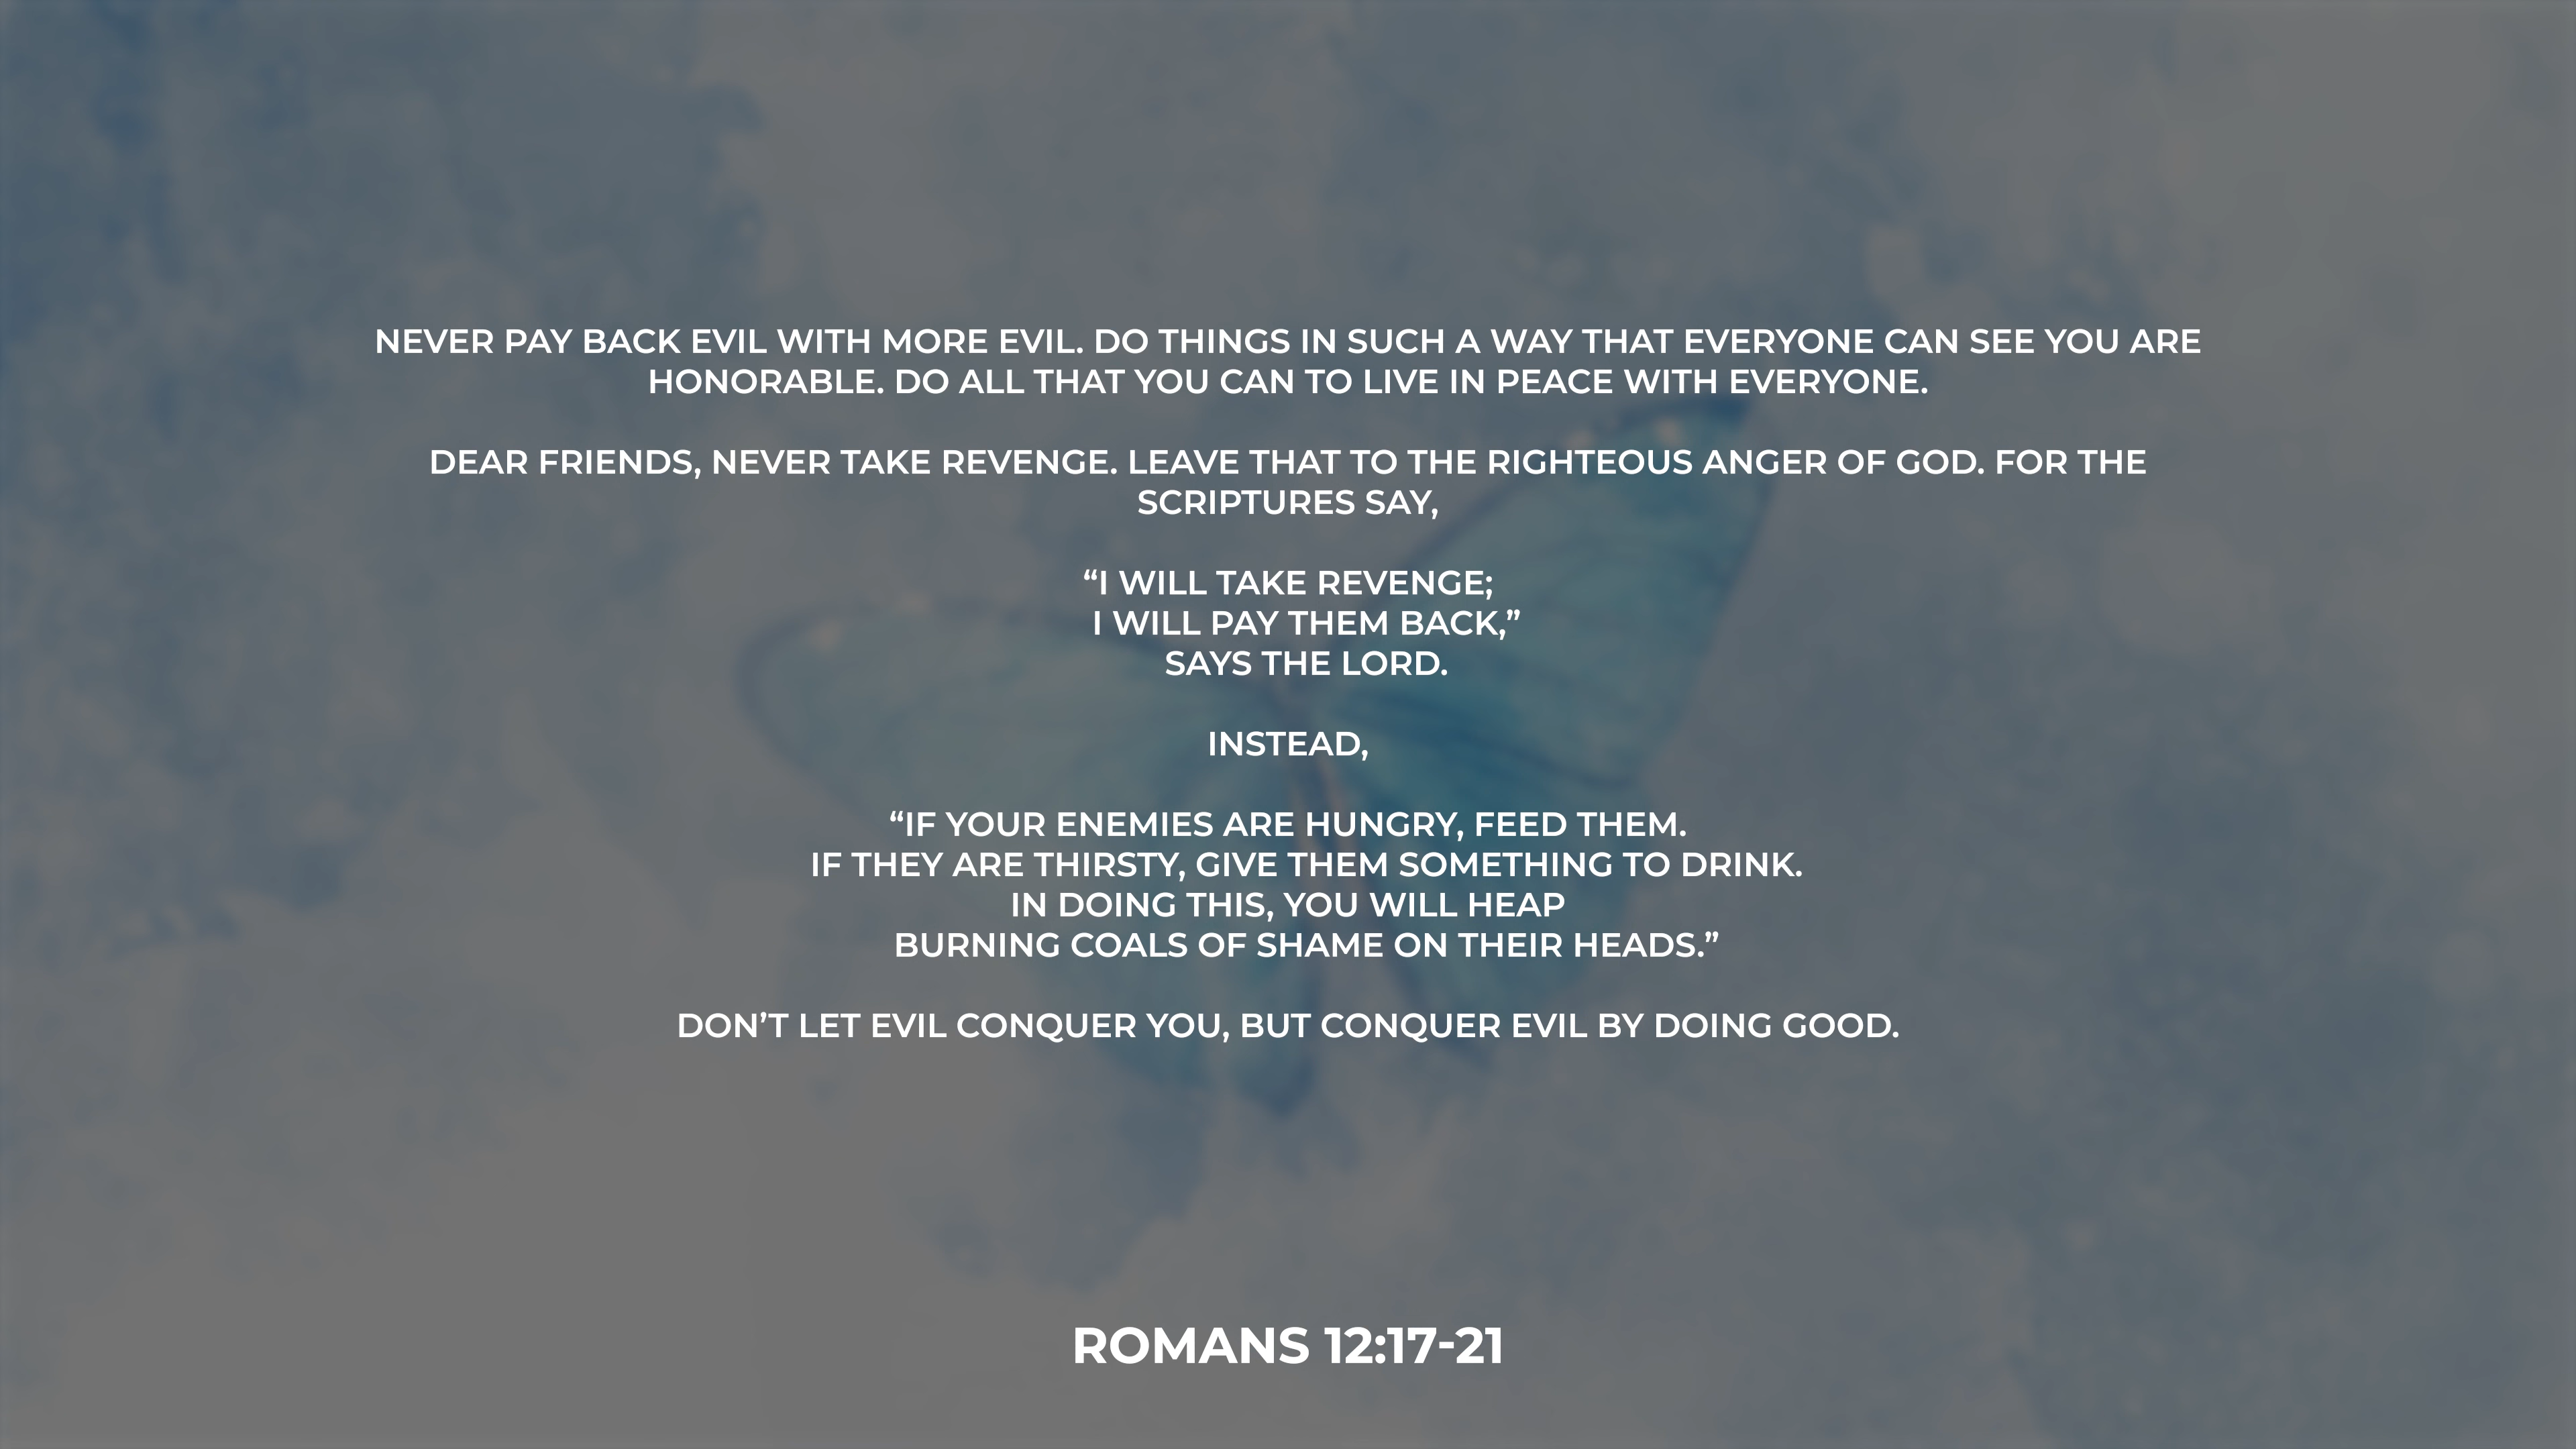 NEVER PAY BACK EVIL WITH MORE EVIL. DO THINGS IN SUCH A WAY THAT EVERYONE CAN SEE YOU ARE
HONORABLE. DO ALL THAT YOU CAN TO LIVE IN PEACE WITH EVERYONE.
DEAR FRIENDS, NEVER TAKE REVENGE. LEAVE THAT TO THE RIGHTEOUS ANGER OF GOD. FOR THE
SCRIPTURES SAY,
“I WILL TAKE REVENGE;
I WILL PAY THEM BACK,”
SAYS THE LORD.
INSTEAD,
“IF YOUR ENEMIES ARE HUNGRY, FEED THEM.
IF THEY ARE THIRSTY, GIVE THEM SOMETHING TO DRINK.
IN DOING THIS, YOU WILL HEAP
BURNING COALS OF SHAME ON THEIR HEADS.”
DON’T LET EVIL CONQUER YOU, BUT CONQUER EVIL BY DOING GOOD.
ROMANS 12:17-21